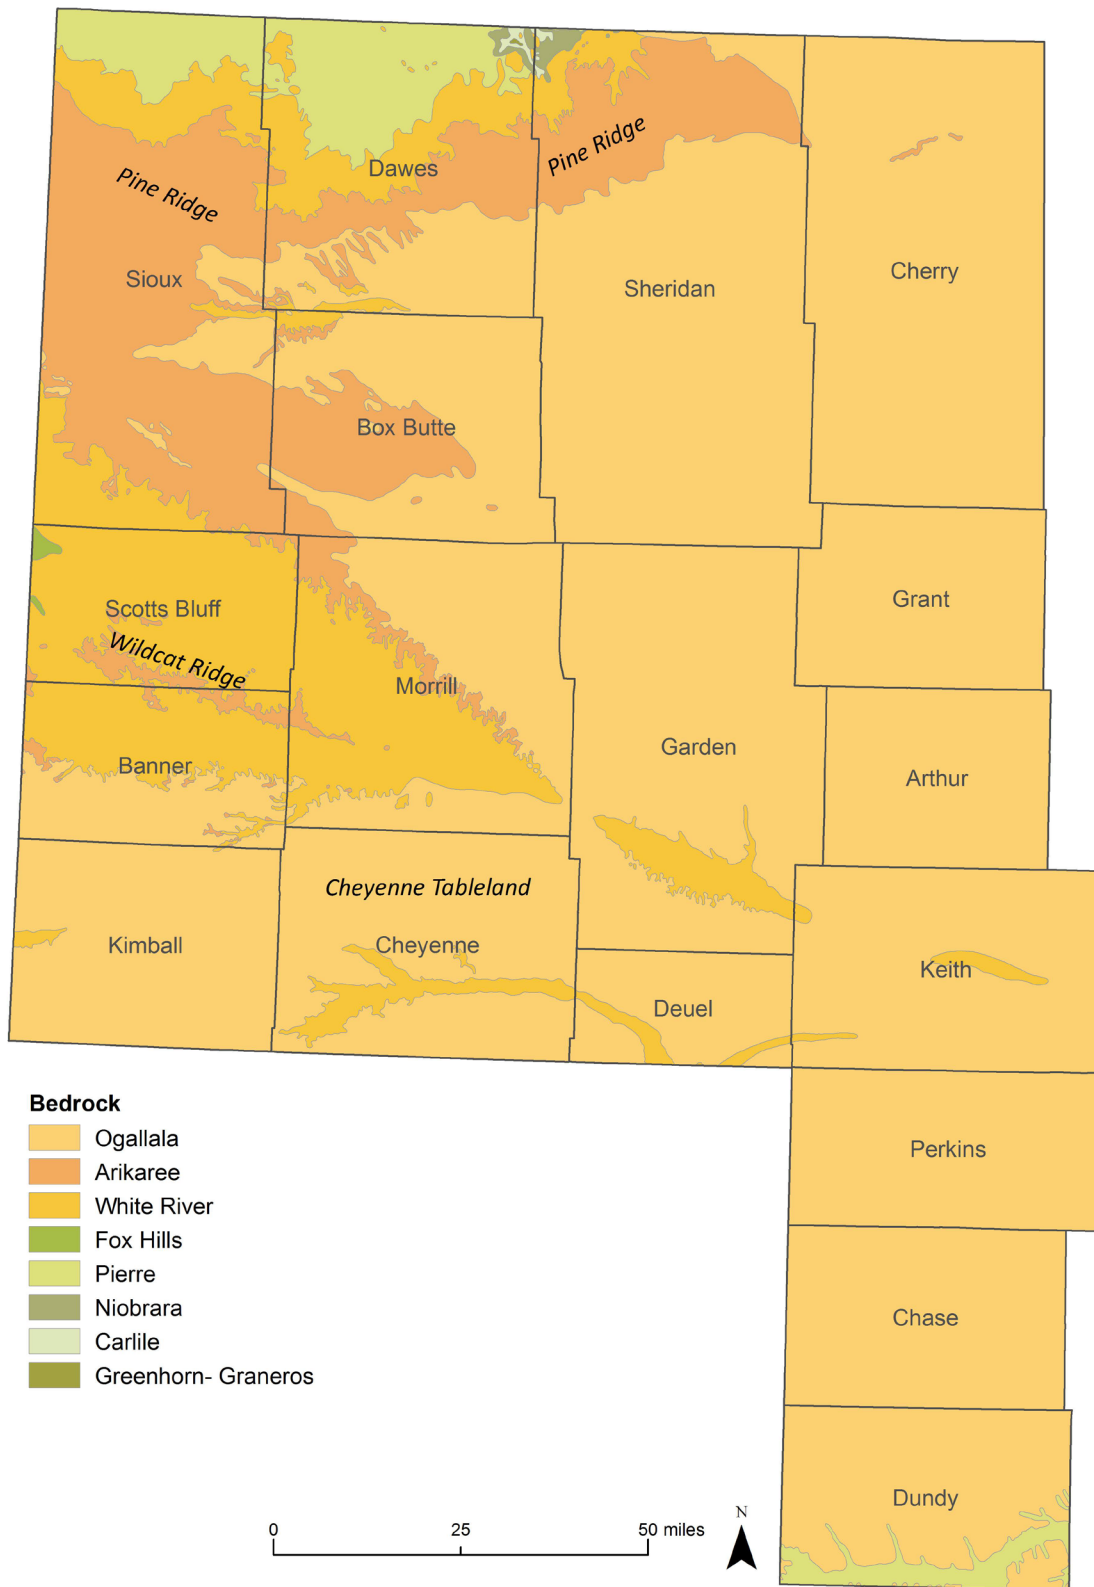 Dawes
Pine Ridge
Pine Ridge
Sioux
Sheridan
Cherry
Box Butte
Grant
Scotts Bluff
Wildcat Ridge
Morrill
Garden
Banner
Arthur
Cheyenne Tableland
Kimball
Cheyenne
Keith
Deuel
Bedrock
Ogallala
Arikaree
White River
Fox Hills
Pierre
Niobrara
Carlile
Greenhorn- Graneros
Perkins
Chase
Dundy
0 25 50 miles
N